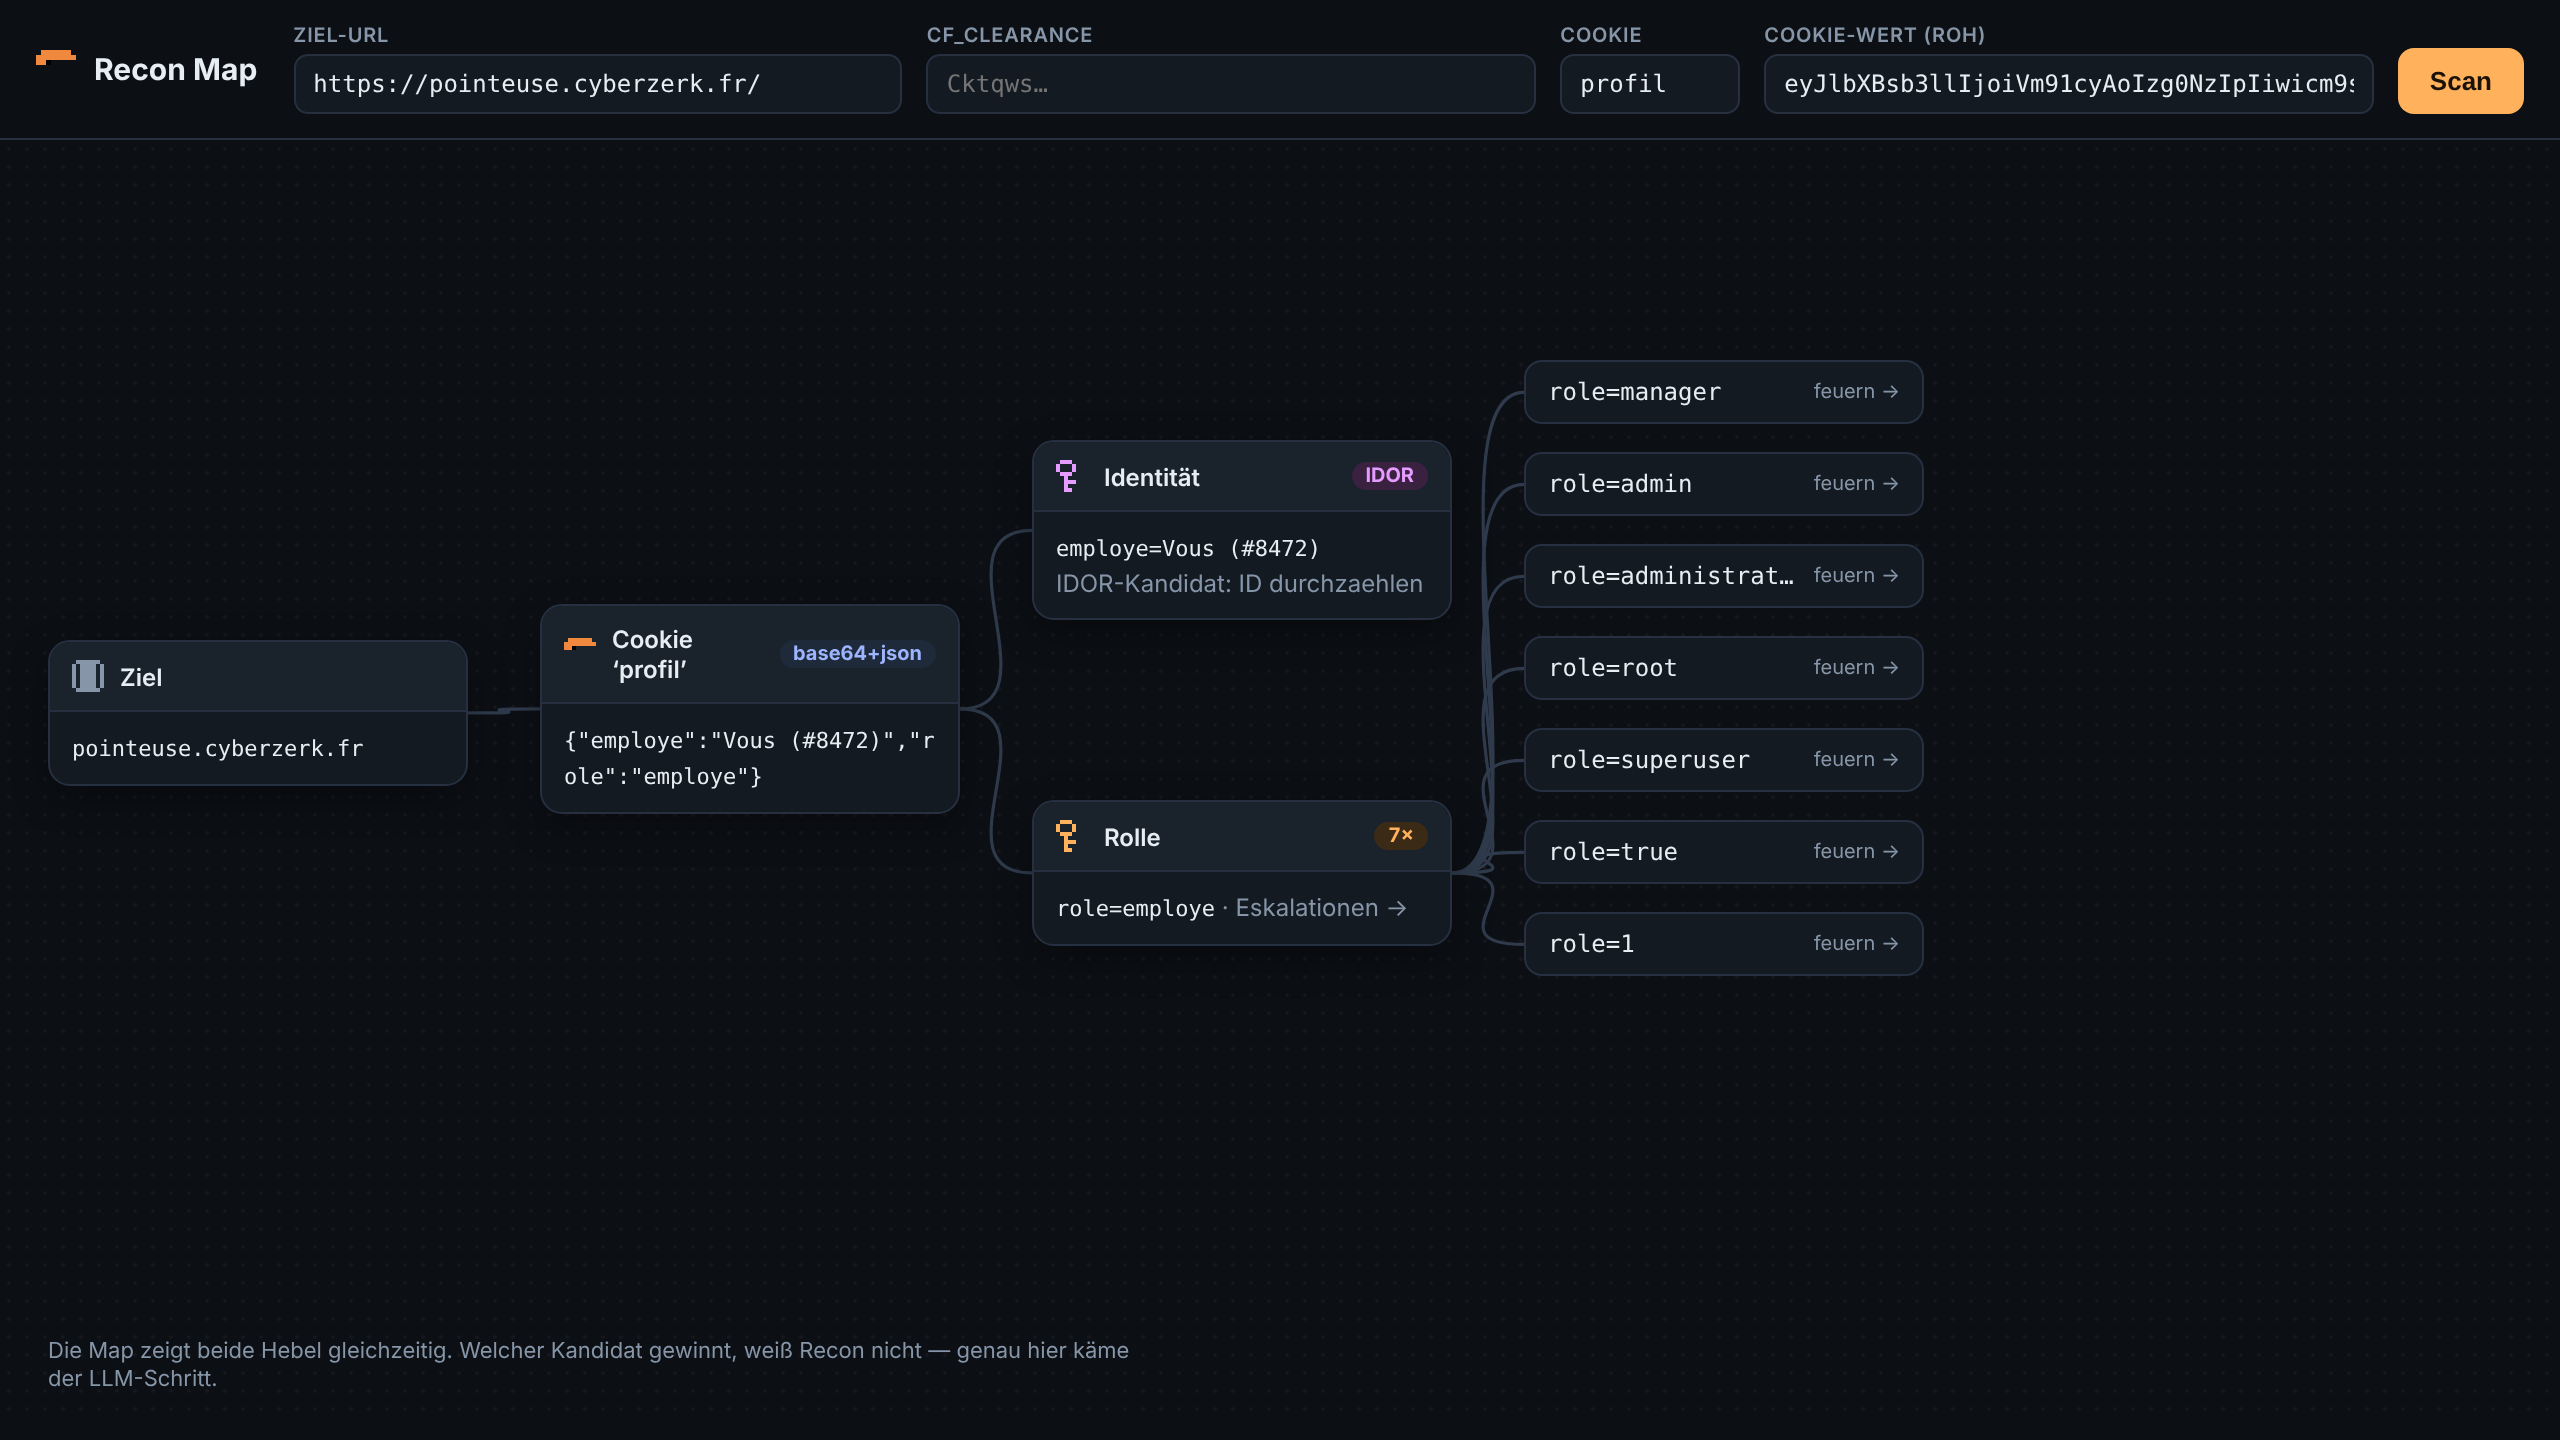 Recon Map
ZIEL-URL
https://pointeuse.cyberzerk.fr/
CF_CLEARANCE
Cktqws…
COOKIE
profil
COOKIE-WERT (ROH)
eyJlbXBsb3llIjoiVm91cyAoIzg0NzIpIiwicm9s
Scan
Ziel
pointeuse.cyberzerk.fr
Cookie
‘profil’
base64+json
{"employe":"Vous (#8472)","r
ole":"employe"}
Identität
IDOR
employe=Vous (#8472)
IDOR-Kandidat: ID durchzaehlen
Rolle
7×
role=employe · Eskalationen →
role=manager feuern →
role=admin feuern →
role=administrat… feuern →
role=root feuern →
role=superuser feuern →
role=true feuern →
role=1 feuern →
Die Map zeigt beide Hebel gleichzeitig. Welcher Kandidat gewinnt, weiß Recon nicht — genau hier käme
der LLM-Schritt.